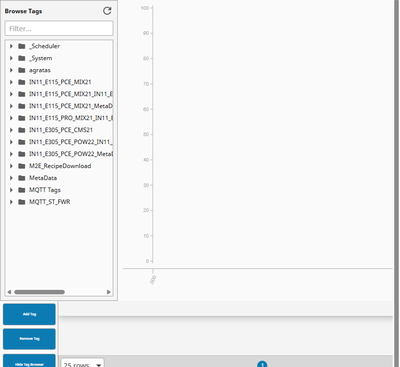 Browse Tags
Filter...
_Scheduler
_System
agratas
IN11_E115_PCE_MIX21
IN11_E115_PCE_MIX21_IN11_E
IN11_E115_PCE_MIX21_MetaD
IN11_E115_PRO_MIX21_IN11_E
IN11_E305_PCE_CMS21
IN11_E305_PCE_POW22_IN11_
IN11_E305_PCE_POW22_MetaD
M2E_RecipeDownload
MetaData
MQTT Tags
MQTT_ST_FWR
Add Tag
Remove Tag
Hide Tag Browser
100
90
80
70
60
50
40
30
20
10
0
25 rows
1